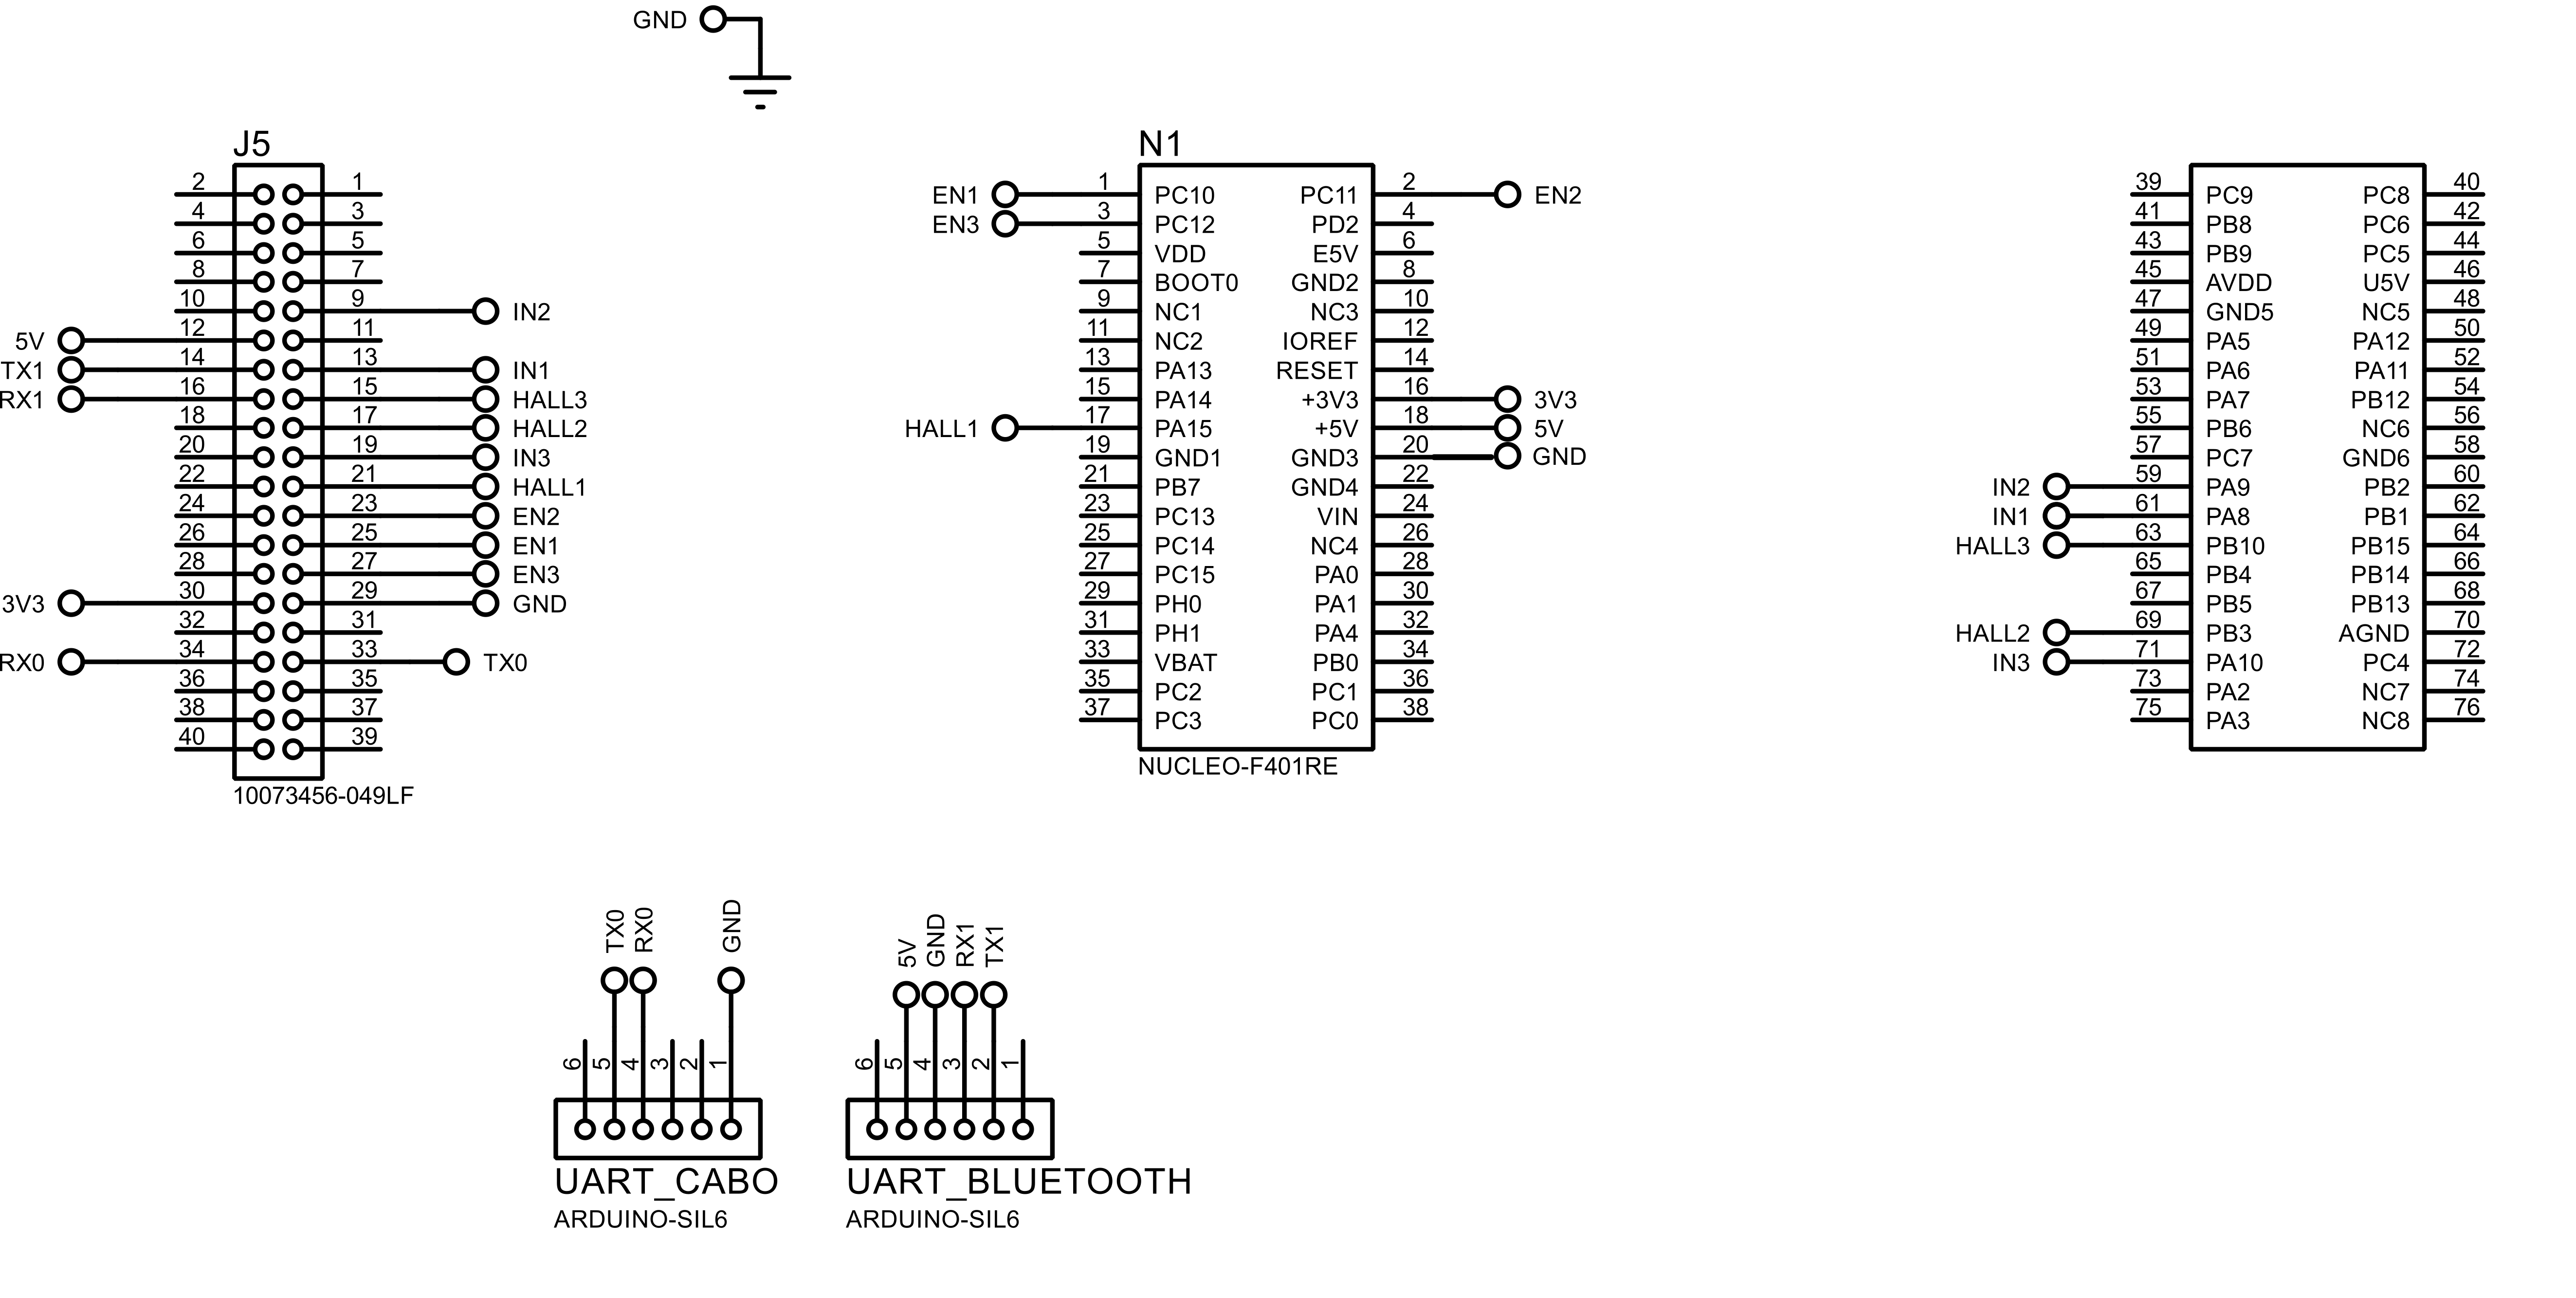 GND
J5
2 1
4 3
6 5
8 7
10 9 IN2
5V 12 11
TX1 14 13 IN1
RX1 16 15 HALL3
18 17 HALL2
20 19 IN3
22 21 HALL1
24 23 EN2
26 25 EN1
28 27 EN3
3V3 30 29 GND
32 31
RX0 34 33 TX0
36 35
38 37
40 39
10073456-049LF
N1
EN1 1 PC10 PC11 2 EN2
EN3 3 PC12 PD2 4
5 VDD E5V 6
7 BOOT0 GND2 8
9 NC1 NC3 10
11 NC2 IOREF 12
13 PA13 RESET 14
15 PA14 +3V3 16 3V3
HALL1 17 PA15 +5V 18 5V
19 GND1 GND3 20 GND
21 PB7 GND4 22
23 PC13 VIN 24
25 PC14 NC4 26
27 PC15 PA0 28
29 PH0 PA1 30
31 PH1 PA4 32
33 VBAT PB0 34
35 PC2 PC1 36
37 PC3 PC0 38
NUCLEO-F401RE
39 PC9 PC8 40
41 PB8 PC6 42
43 PB9 PC5 44
45 AVDD U5V 46
47 GND5 NC5 48
49 PA5 PA12 50
51 PA6 PA11 52
53 PA7 PB12 54
55 PB6 NC6 56
57 PC7 GND6 58
IN2 59 PA9 PB2 60
IN1 61 PA8 PB1 62
HALL3 63 PB10 PB15 64
65 PB4 PB14 66
67 PB5 PB13 68
HALL2 69 PB3 AGND 70
IN3 71 PA10 PC4 72
73 PA2 NC7 74
75 PA3 NC8 76
TX0 RX0 GND
6 5 4 3 2 1
UART_CABO
ARDUINO-SIL6
5V GND RX1 TX1
6 5 4 3 2 1
UART_BLUETOOTH
ARDUINO-SIL6